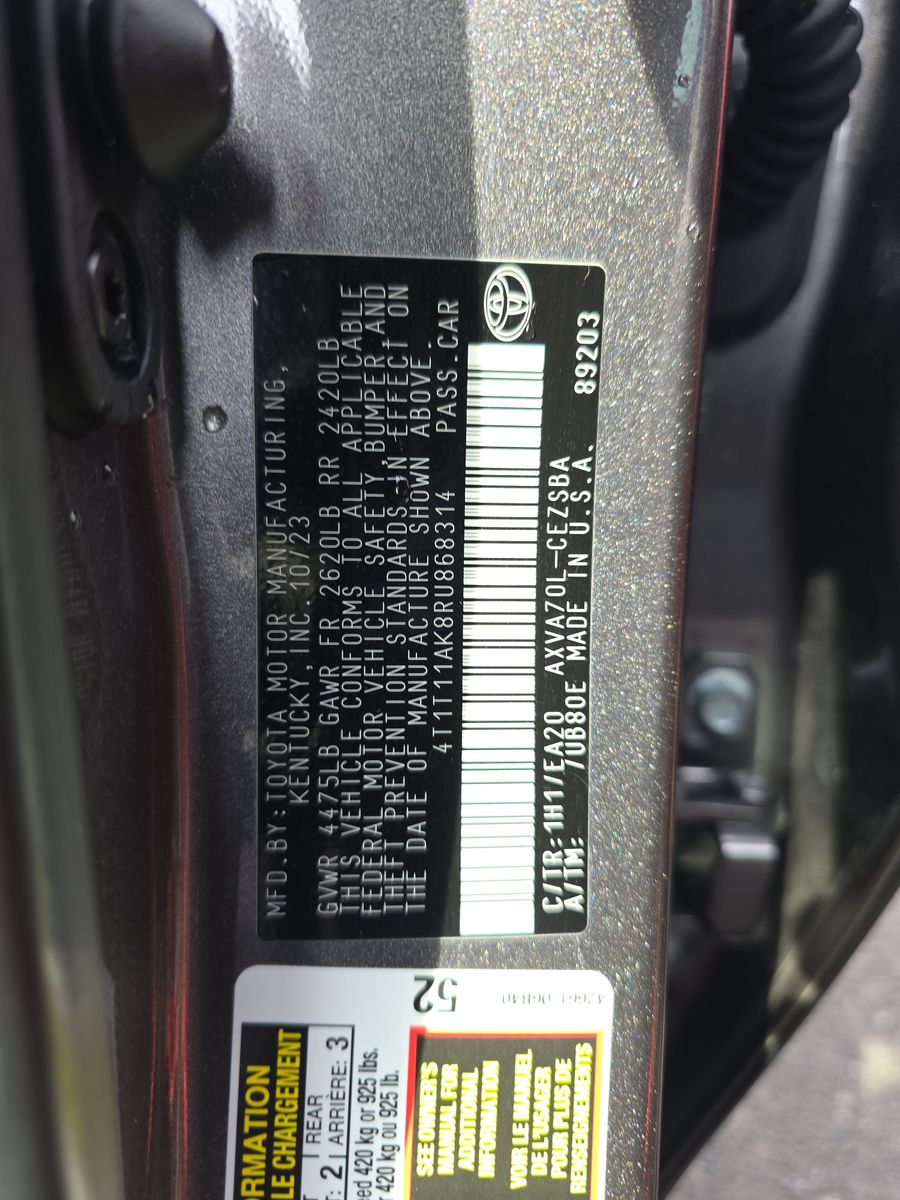 MFD.BY:TOYOTA MOTOR MANUFACTURING,
KENTUCKY, INC. 10/23
GVWR 4475LB GAWR FR 2620LB RR 2420LB
THIS VEHICLE CONFORMS TO ALL APPLICABLE
FEDERAL MOTOR VEHICLE SAFETY, BUMPER, AND
THEFT PREVENTION STANDARDS IN EFFECT ON
THE DATE OF MANUFACTURE SHOWN ABOVE.
4T1T11AK8RU868314 PASS.CAR
C/TR: 1H1/EA20 AXVA70L-CEZSBA
A/TM: /UB80E MADE IN U.S.A. 89203
52
ORMATION
LE CHARGEMENT
REAR
: 2 ARRIÈRE: 3
ed 420 kg or 925 lbs.
420 kg ou 925 lb.
SEE OWNER'S
MANUAL FOR
ADDITIONAL
INFORMATION
VOIR LE MANUEL
DE L'USAGER
POUR PLUS DE
RENSEIGNEMENTS